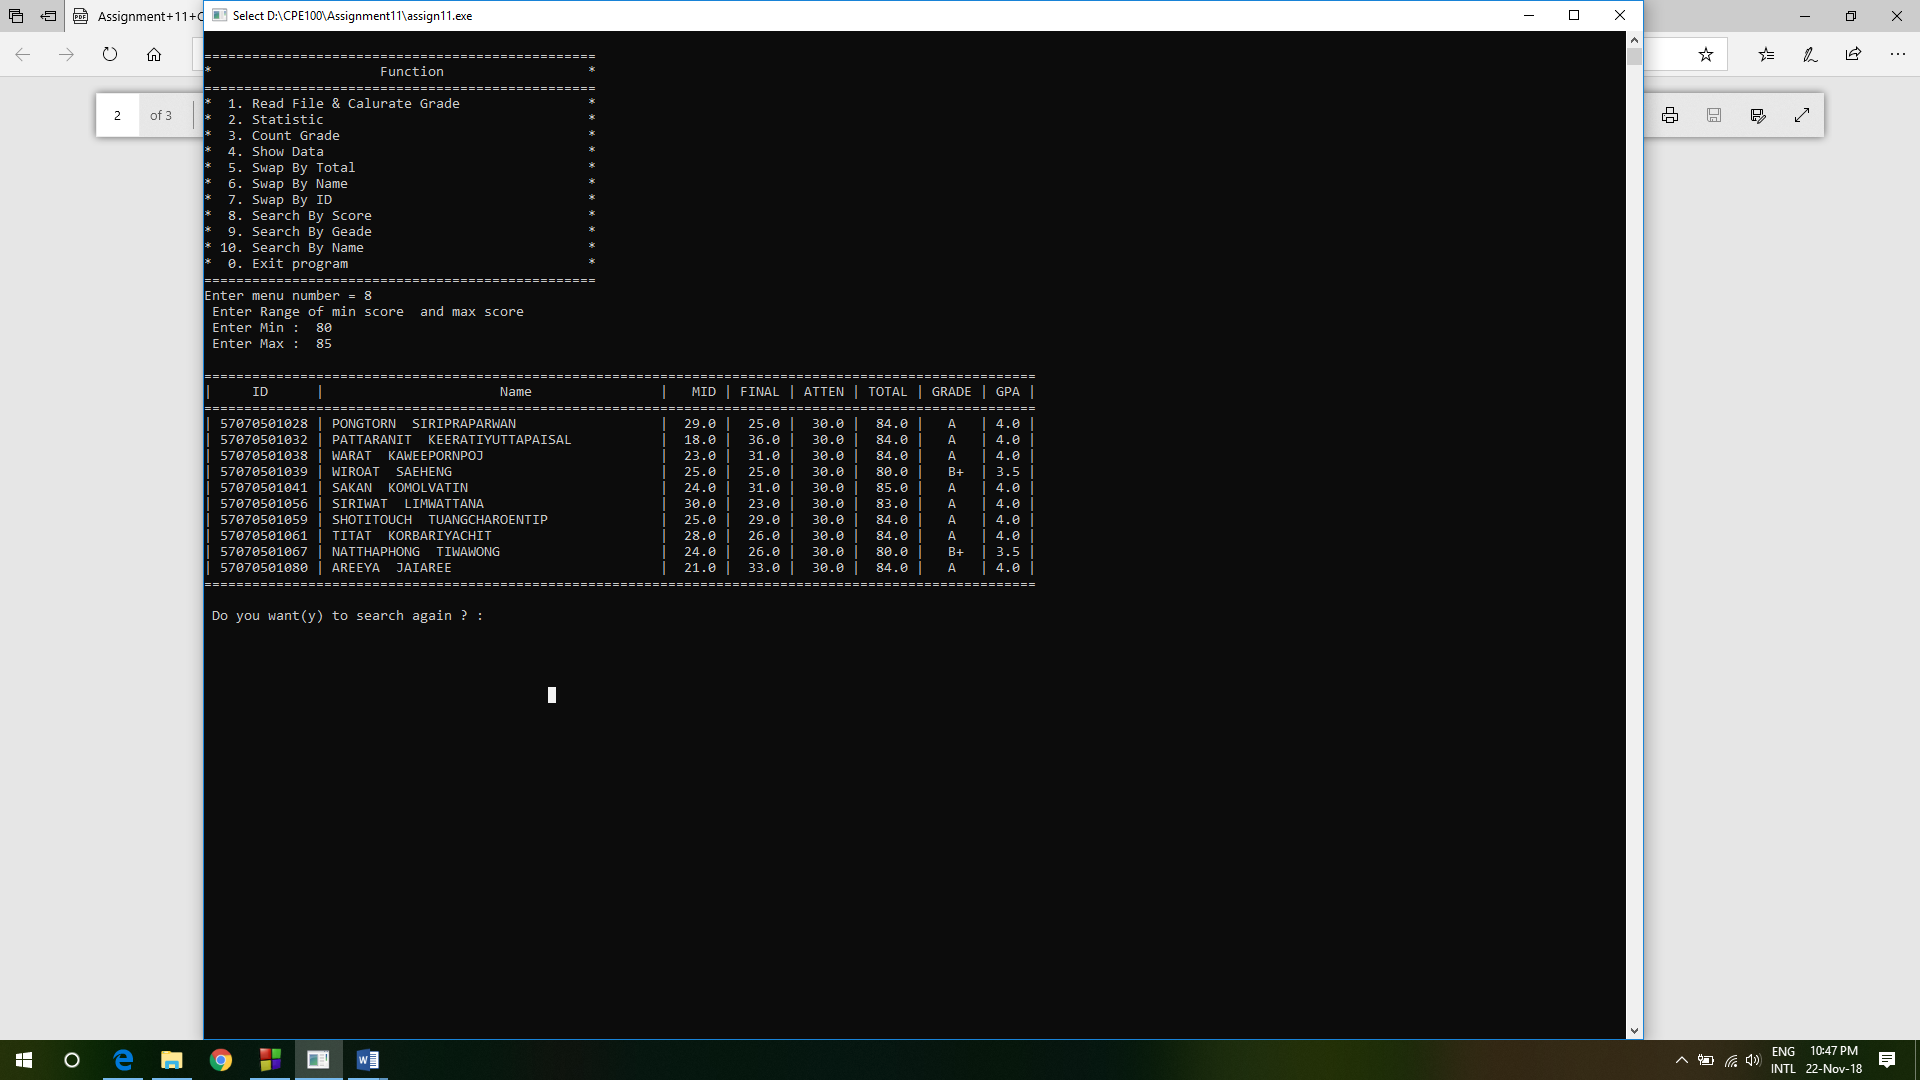 Assignment+11+C
Select D:\CPE100\Assignment11\assign11.exe
2 of 3
===============================================
* Function *
===============================================
* 1. Read File & Calurate Grade *
* 2. Statistic *
* 3. Count Grade *
* 4. Show Data *
* 5. Swap By Total *
* 6. Swap By Name *
* 7. Swap By ID *
* 8. Search By Score *
* 9. Search By Geade *
* 10. Search By Name *
* 0. Exit program *
===============================================
Enter menu number = 8
Enter Range of min score  and max score
Enter Min :  80
Enter Max :  85
| ID | Name | MID | FINAL | ATTEN | TOTAL | GRADE | GPA |
| 57070501028 | PONGTORN  SIRIPRAPARWAN | 29.0 | 25.0 | 30.0 | 84.0 | A | 4.0 |
| 57070501032 | PATTARANIT  KEERATIYUTTAPAISAL | 18.0 | 36.0 | 30.0 | 84.0 | A | 4.0 |
| 57070501038 | WARAT  KAWEEPORNPOJ | 23.0 | 31.0 | 30.0 | 84.0 | A | 4.0 |
| 57070501039 | WIROAT  SAEHENG | 25.0 | 25.0 | 30.0 | 80.0 | B+ | 3.5 |
| 57070501041 | SAKAN  KOMOLVATIN | 24.0 | 31.0 | 30.0 | 85.0 | A | 4.0 |
| 57070501056 | SIRIWAT  LIMWATTANA | 30.0 | 23.0 | 30.0 | 83.0 | A | 4.0 |
| 57070501059 | SHOTITOUCH  TUANGCHAROENTIP | 25.0 | 29.0 | 30.0 | 84.0 | A | 4.0 |
| 57070501061 | TITAT  KORBARIYACHIT | 28.0 | 26.0 | 30.0 | 84.0 | A | 4.0 |
| 57070501067 | NATTHAPHONG  TIWAWONG | 24.0 | 26.0 | 30.0 | 80.0 | B+ | 3.5 |
| 57070501080 | AREEYA  JAIAREE | 21.0 | 33.0 | 30.0 | 84.0 | A | 4.0 |
Do you want(y) to search again ? :
ENG 10:47 PM
INTL 22-Nov-18